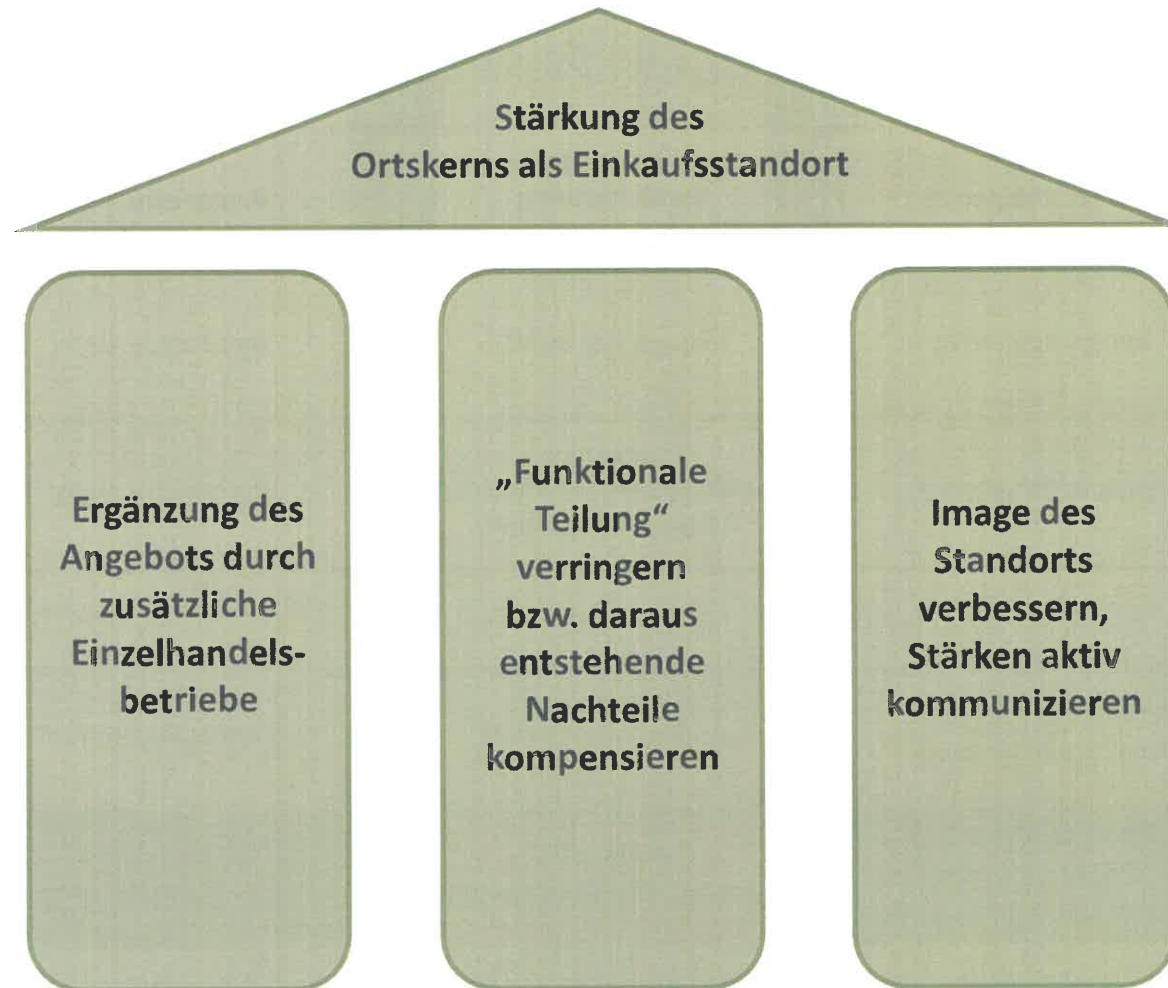 Stärkung des
Ortskerns als Einkaufsstandort
Ergänzung des
Angebots durch
zusätzliche
Einzelhandels-
betriebe
„Funktionale
Teilung“
verringern
bzw. daraus
entstehende
Nachteile
kompensieren
Image des
Standorts
verbessern,
Stärken aktiv
kommunizieren